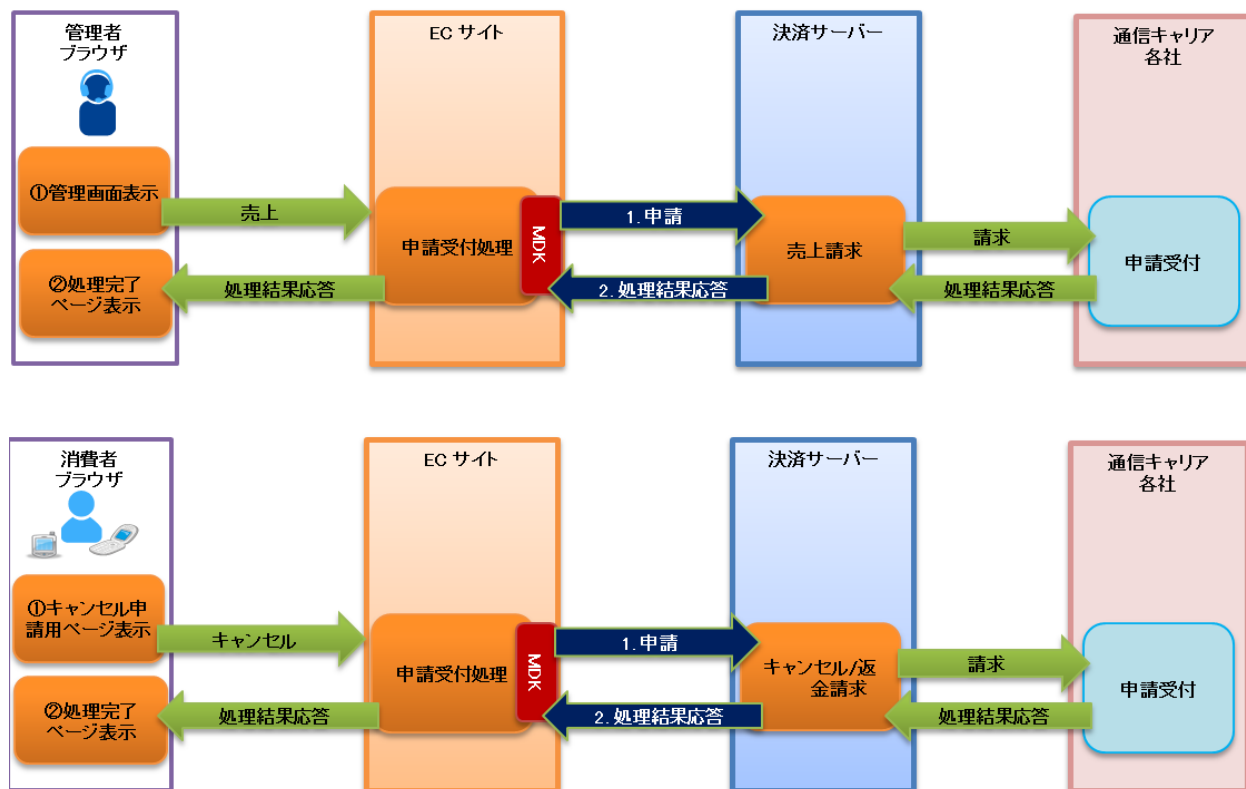 管理者
ブラウザ
ECサイト
決済サーバー
通信キャリア
各社
①管理画面表示
売上
申請受付処理
MDK
1.申請
売上請求
請求
申請受付
②処理完了
ページ表示
処理結果応答
2.処理結果応答
処理結果応答
消費者
ブラウザ
ECサイト
決済サーバー
通信キャリア
各社
①キャンセル申
請用ページ表示
キャンセル
申請受付処理
MDK
1.申請
キャンセル/返
金請求
請求
申請受付
②処理完了
ページ表示
処理結果応答
2.処理結果応答
処理結果応答